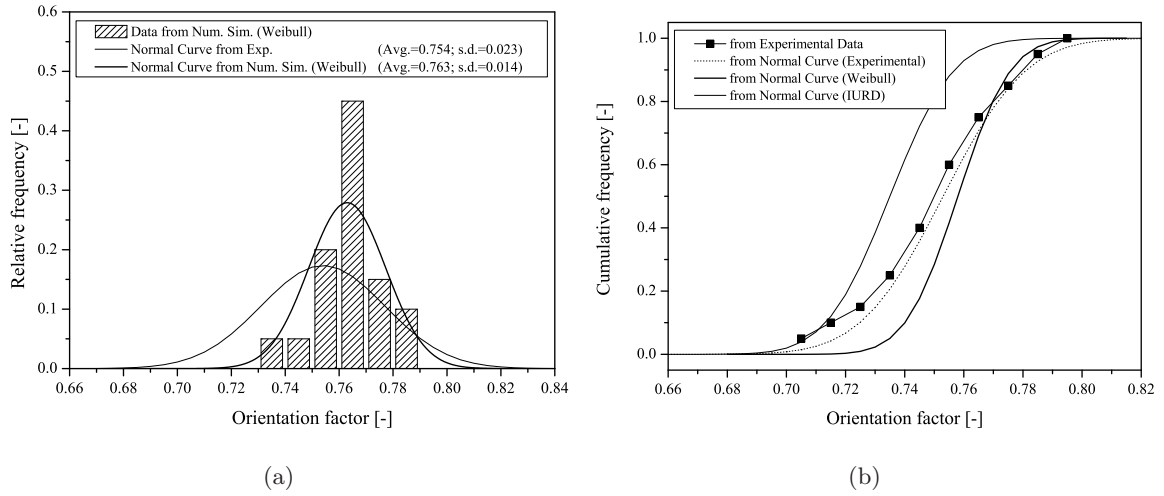 0.6
0.5
0.4
0.3
0.2
0.1
0.0
Relative frequency [-]
Data from Num. Sim. (Weibull)
Normal Curve from Exp. (Avg.=0.754; s.d.=0.023)
Normal Curve from Num. Sim. (Weibull) (Avg.=0.763; s.d.=0.014)
0.66 0.68 0.70 0.72 0.74 0.76 0.78 0.80 0.82 0.84
Orientation factor [-]
(a)
1.0
0.8
0.6
0.4
0.2
0.0
Cumulative frequency [-]
from Experimental Data
from Normal Curve (Experimental)
from Normal Curve (Weibull)
from Normal Curve (IURD)
0.66 0.68 0.70 0.72 0.74 0.76 0.78 0.80 0.82
Orientation factor [-]
(b)